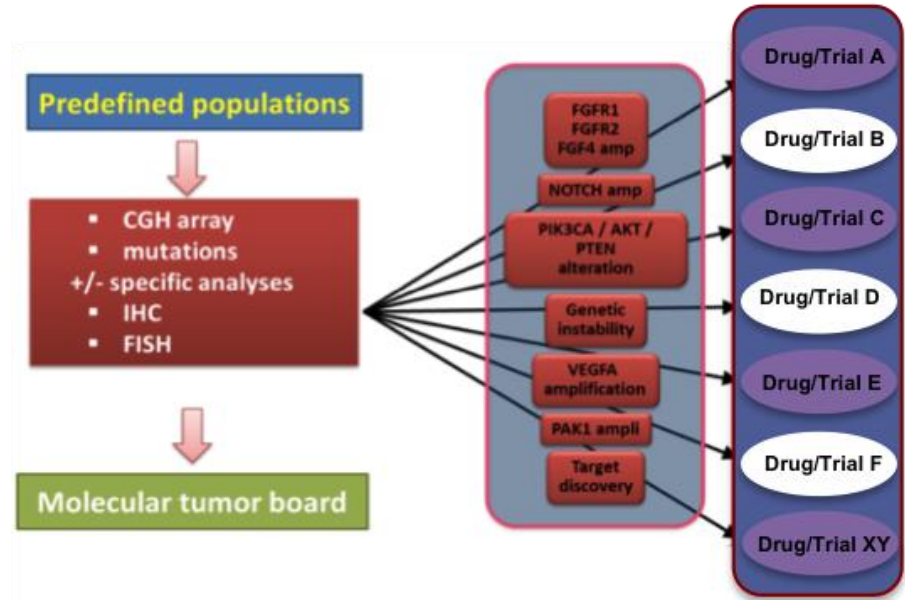 Predefined populations
▪ CGH array
▪ mutations
+/- specific analyses
▪ IHC
▪ FISH
Molecular tumor board
FGFR1
FGFR2
FGF4 amp
NOTCH amp
PIK3CA / AKT /
PTEN
alteration
Genetic
instability
VEGFA
amplification
PAK1 ampli
Target
discovery
Drug/Trial A
Drug/Trial B
Drug/Trial C
Drug/Trial D
Drug/Trial E
Drug/Trial F
Drug/Trial XY